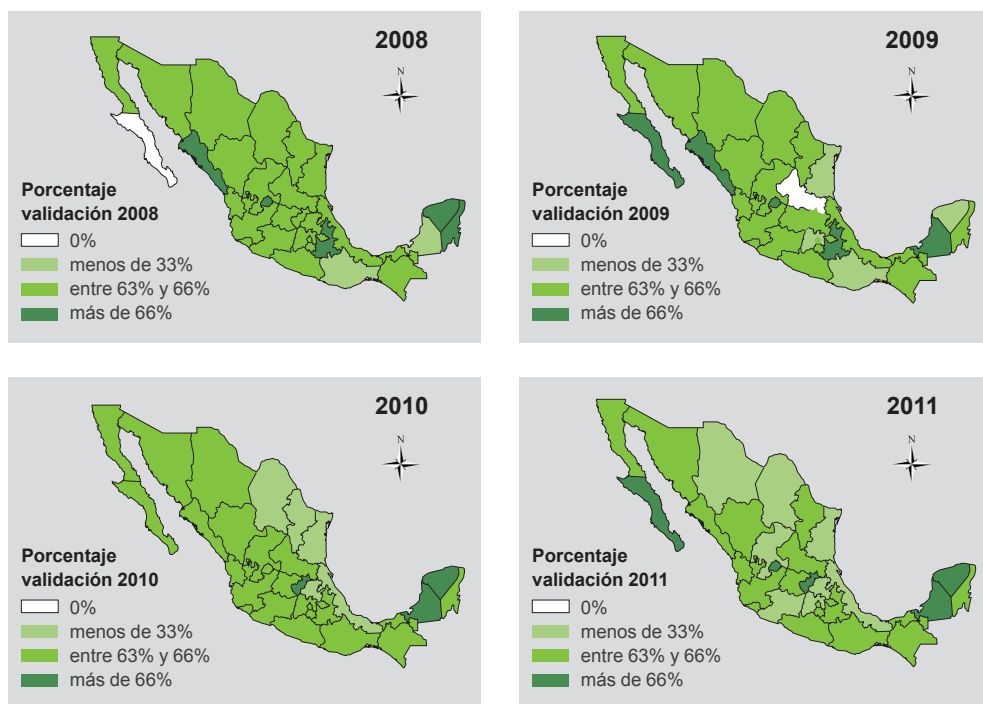 2008
N
Porcentaje
validación 2008
0%
menos de 33%
entre 63% y 66%
más de 66%
2009
N
Porcentaje
validación 2009
0%
menos de 33%
entre 63% y 66%
más de 66%
2010
N
Porcentaje
validación 2010
0%
menos de 33%
entre 63% y 66%
más de 66%
2011
N
Porcentaje
validación 2011
0%
menos de 33%
entre 63% y 66%
más de 66%